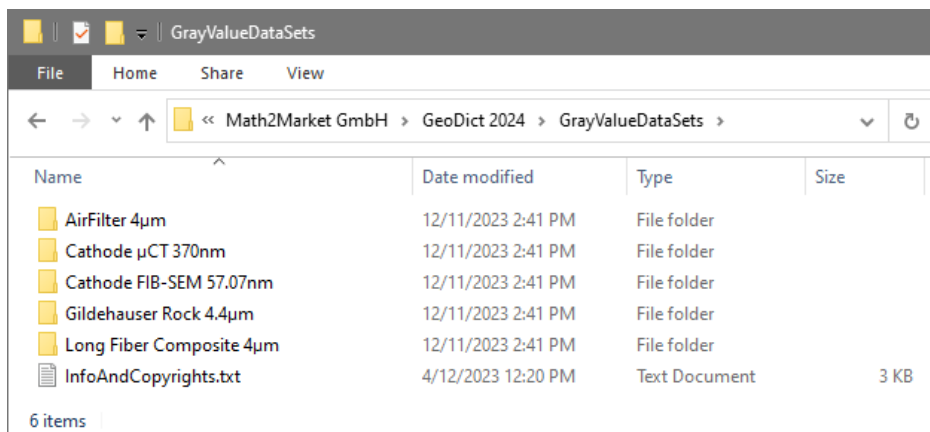 GrayValueDataSets
File Home Share View
« Math2Market GmbH > GeoDict 2024 > GrayValueDataSets >
Name Date modified Type Size
AirFilter 4µm 12/11/2023 2:41 PM File folder
Cathode µCT 370nm 12/11/2023 2:41 PM File folder
Cathode FIB-SEM 57.07nm 12/11/2023 2:41 PM File folder
Gildehauser Rock 4.4µm 12/11/2023 2:41 PM File folder
Long Fiber Composite 4µm 12/11/2023 2:41 PM File folder
InfoAndCopyrights.txt 4/12/2023 12:20 PM Text Document 3 KB
6 items